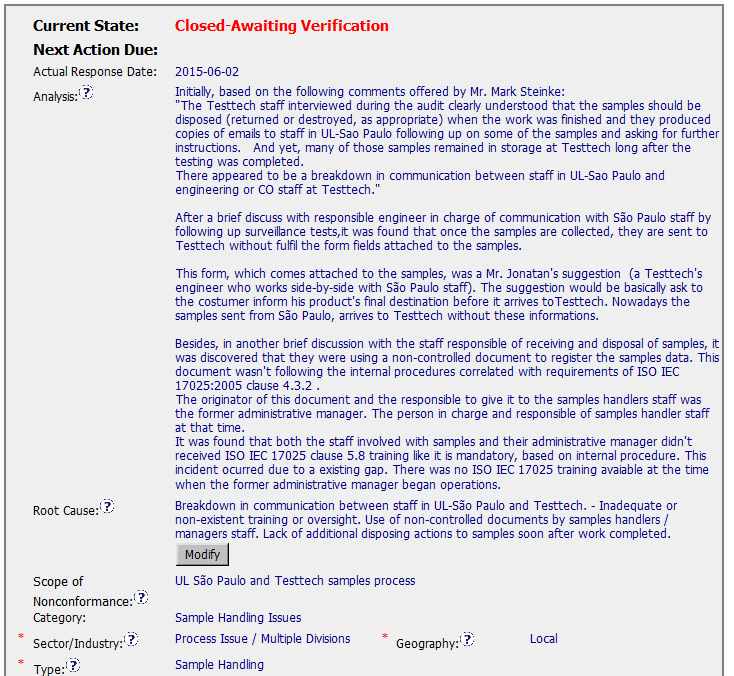 Current State: Closed-Awaiting Verification
Next Action Due:
Actual Response Date: 2015-06-02
Analysis: Initially, based on the following comments offered by Mr. Mark Steinke:
"The Testtech staff interviewed during the audit clearly understood that the samples should be
disposed (returned or destroyed, as appropriate) when the work was finished and they produced
copies of emails to staff in UL-Sao Paulo following up on some of the samples and asking for further
instructions. And yet, many of those samples remained in storage at Testtech long after the
testing was completed.
There appeared to be a breakdown in communication between staff in UL-Sao Paulo and
engineering or CO staff at Testtech."
After a brief discuss with responsible engineer in charge of communication with São Paulo staff by
following up surveillance tests,it was found that once the samples are collected, they are sent to
Testtech without fulfil the form fields attached to the samples.
This form, which comes attached to the samples, was a Mr. Jonatan's suggestion (a Testtech's
engineer who works side-by-side with São Paulo staff). The suggestion would be basically ask to
the costumer inform his product's final destination before it arrives toTesttech. Nowadays the
samples sent from São Paulo, arrives to Testtech without these informations.
Besides, in another brief discussion with the staff responsible of receiving and disposal of samples, it
was discovered that they were using a non-controlled document to register the samples data. This
document wasn't following the internal procedures correlated with requirements of ISO IEC
17025:2005 clause 4.3.2 .
The originator of this document and the responsible to give it to the samples handlers staff was
the former administrative manager. The person in charge and responsible of samples handler staff
at that time.
It was found that both the staff involved with samples and their administrative manager didn't
received ISO IEC 17025 clause 5.8 training like it is mandatory, based on internal procedure. This
incident ocurred due to a existing gap. There was no ISO IEC 17025 training avaiable at the time
when the former administrative manager began operations.
Root Cause: Breakdown in communication between staff in UL-São Paulo and Testtech. - Inadequate or
non-existent training or oversight. Use of non-controlled documents by samples handlers /
managers staff. Lack of additional disposing actions to samples soon after work completed.
Modify
Scope of UL São Paulo and Testtech samples process
Nonconformance:
Category: Sample Handling Issues
* Sector/Industry: Process Issue / Multiple Divisions * Geography: Local
* Type: Sample Handling